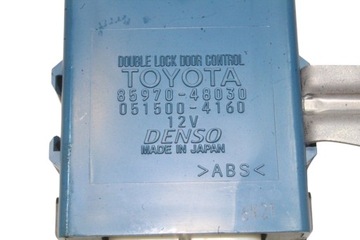 DOUBLE LOCK DOOR CONTROL
TOYOTA
85970-48030
051500-4160
12V
DENSO
MADE IN JAPAN
>ABS<